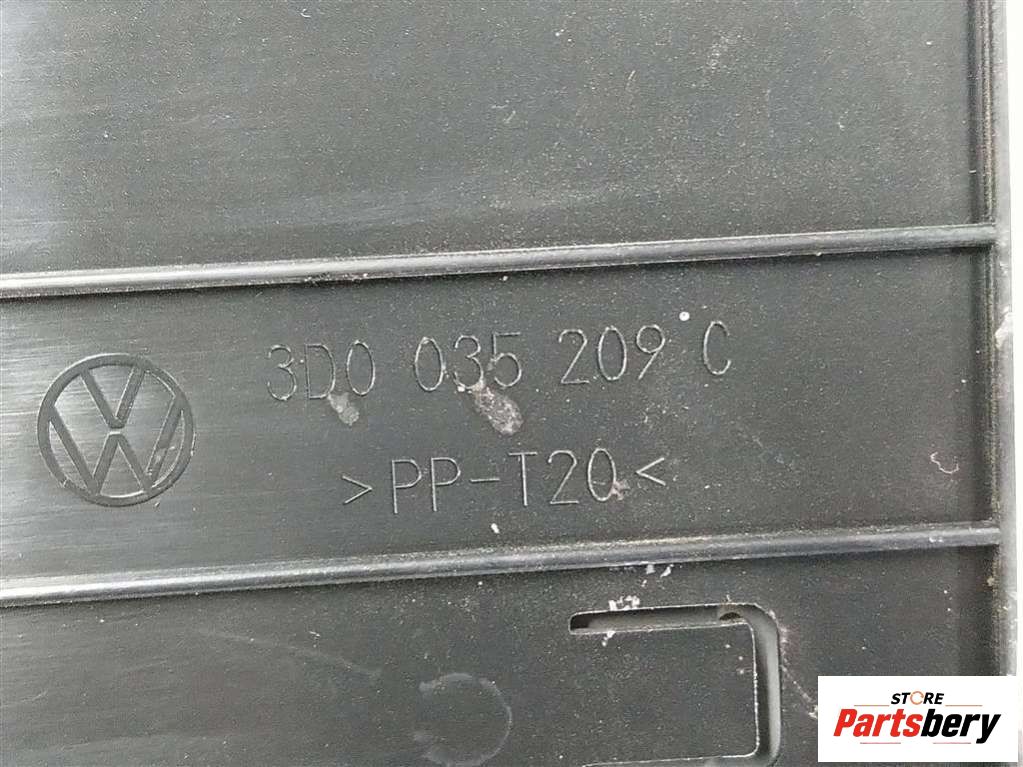 3D0 035 209 C
>PP-T20<
STORE
Partsbery